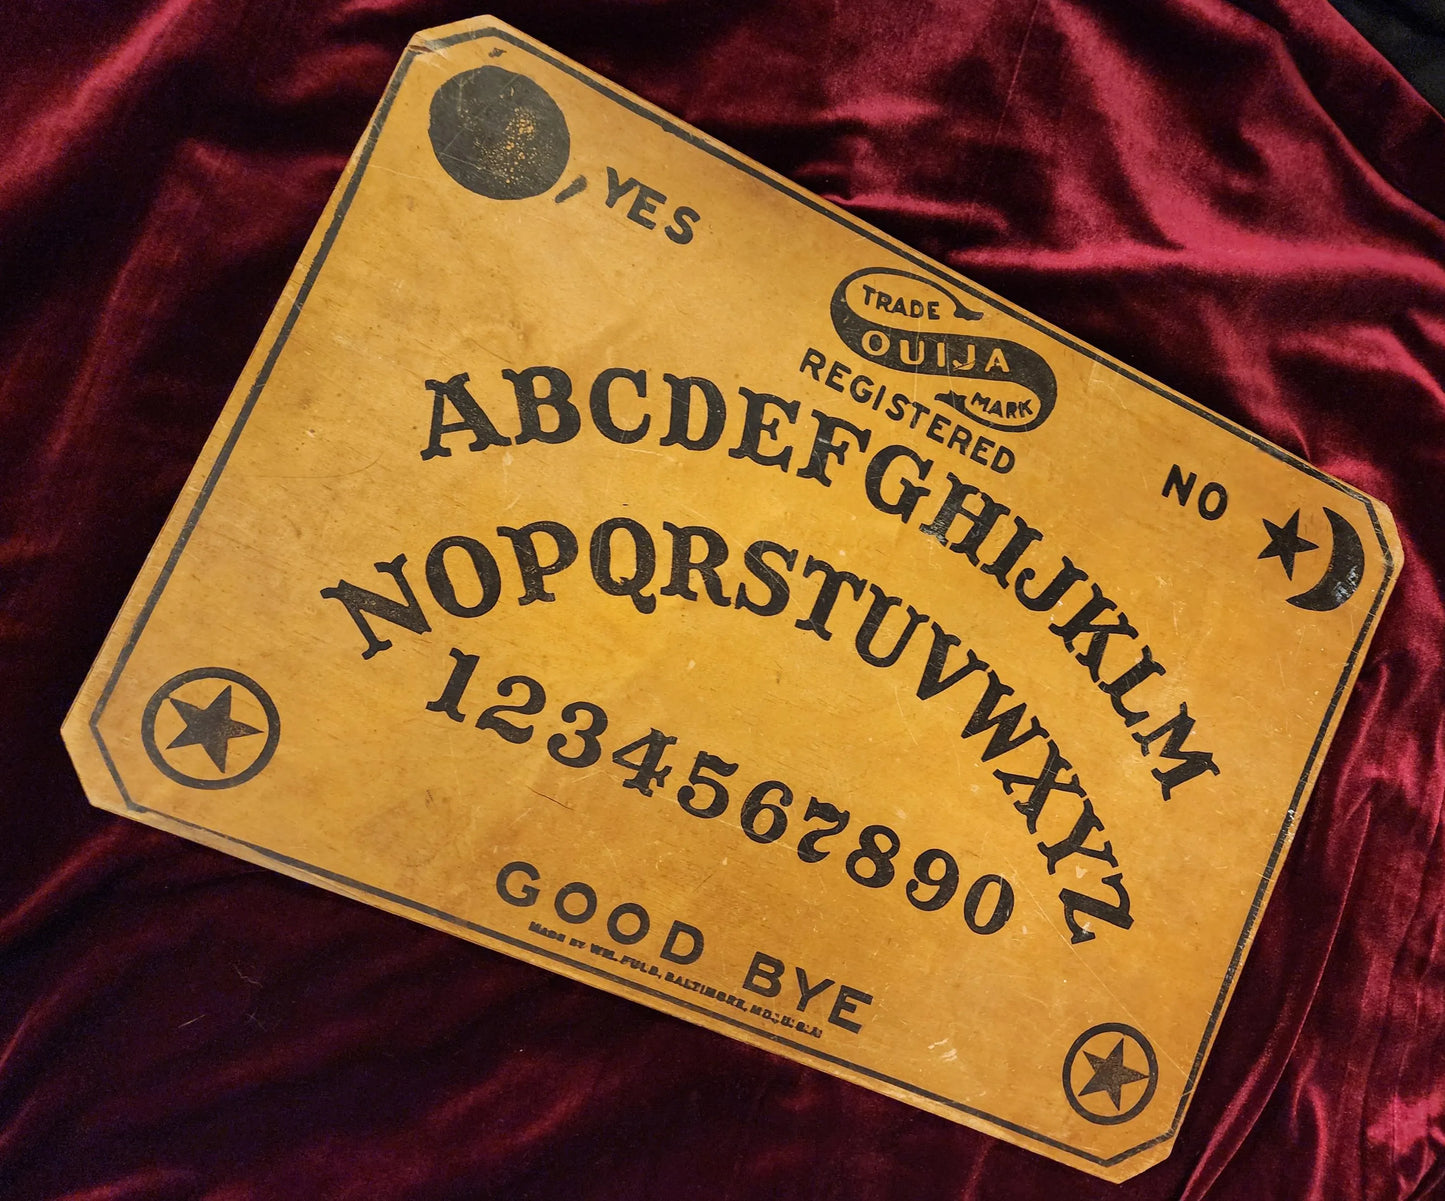 YES
TRADE
OUIJA
MARK
REGISTERED
NO
ABCDEFGHIJKLM
NOPQRSTUVWXYZ
1234567890
GOOD BYE
MADE BY WM. FULD, BALTIMORE, MD., U.S.A.